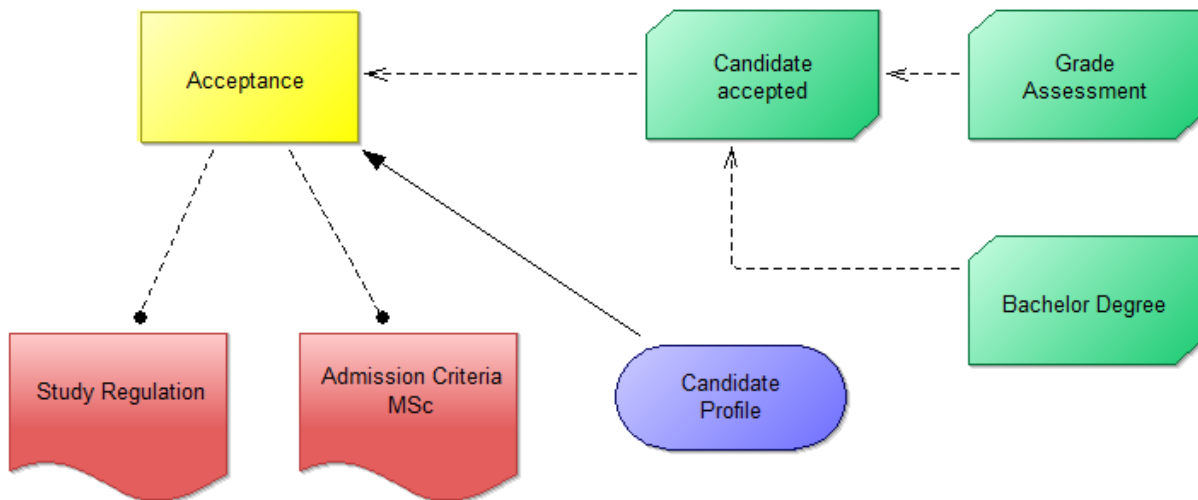 Acceptance
Candidate
accepted
Grade
Assessment
Bachelor Degree
Study Regulation
Admission Criteria
MSc
Candidate
Profile